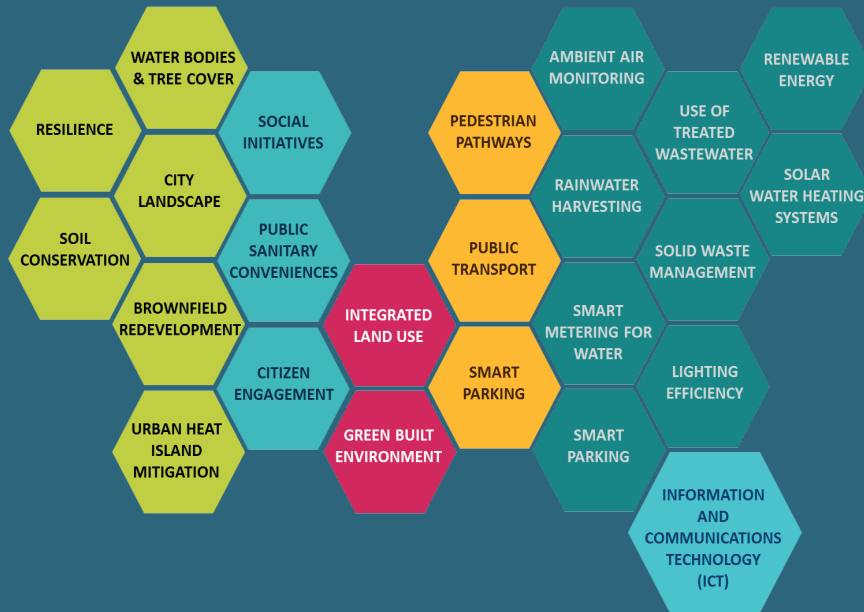 WATER BODIES
& TREE COVER
RESILIENCE
CITY
LANDSCAPE
SOIL
CONSERVATION
BROWNFIELD
REDEVELOPMENT
URBAN HEAT
ISLAND
MITIGATION
SOCIAL
INITIATIVES
PUBLIC
SANITARY
CONVENIENCES
CITIZEN
ENGAGEMENT
INTEGRATED
LAND USE
GREEN BUILT
ENVIRONMENT
PEDESTRIAN
PATHWAYS
PUBLIC
TRANSPORT
SMART
PARKING
AMBIENT AIR
MONITORING
RAINWATER
HARVESTING
SMART
METERING FOR
WATER
SMART
PARKING
USE OF
TREATED
WASTEWATER
SOLID WASTE
MANAGEMENT
LIGHTING
EFFICIENCY
RENEWABLE
ENERGY
SOLAR
WATER HEATING
SYSTEMS
INFORMATION
AND
COMMUNICATIONS
TECHNOLOGY
(ICT)